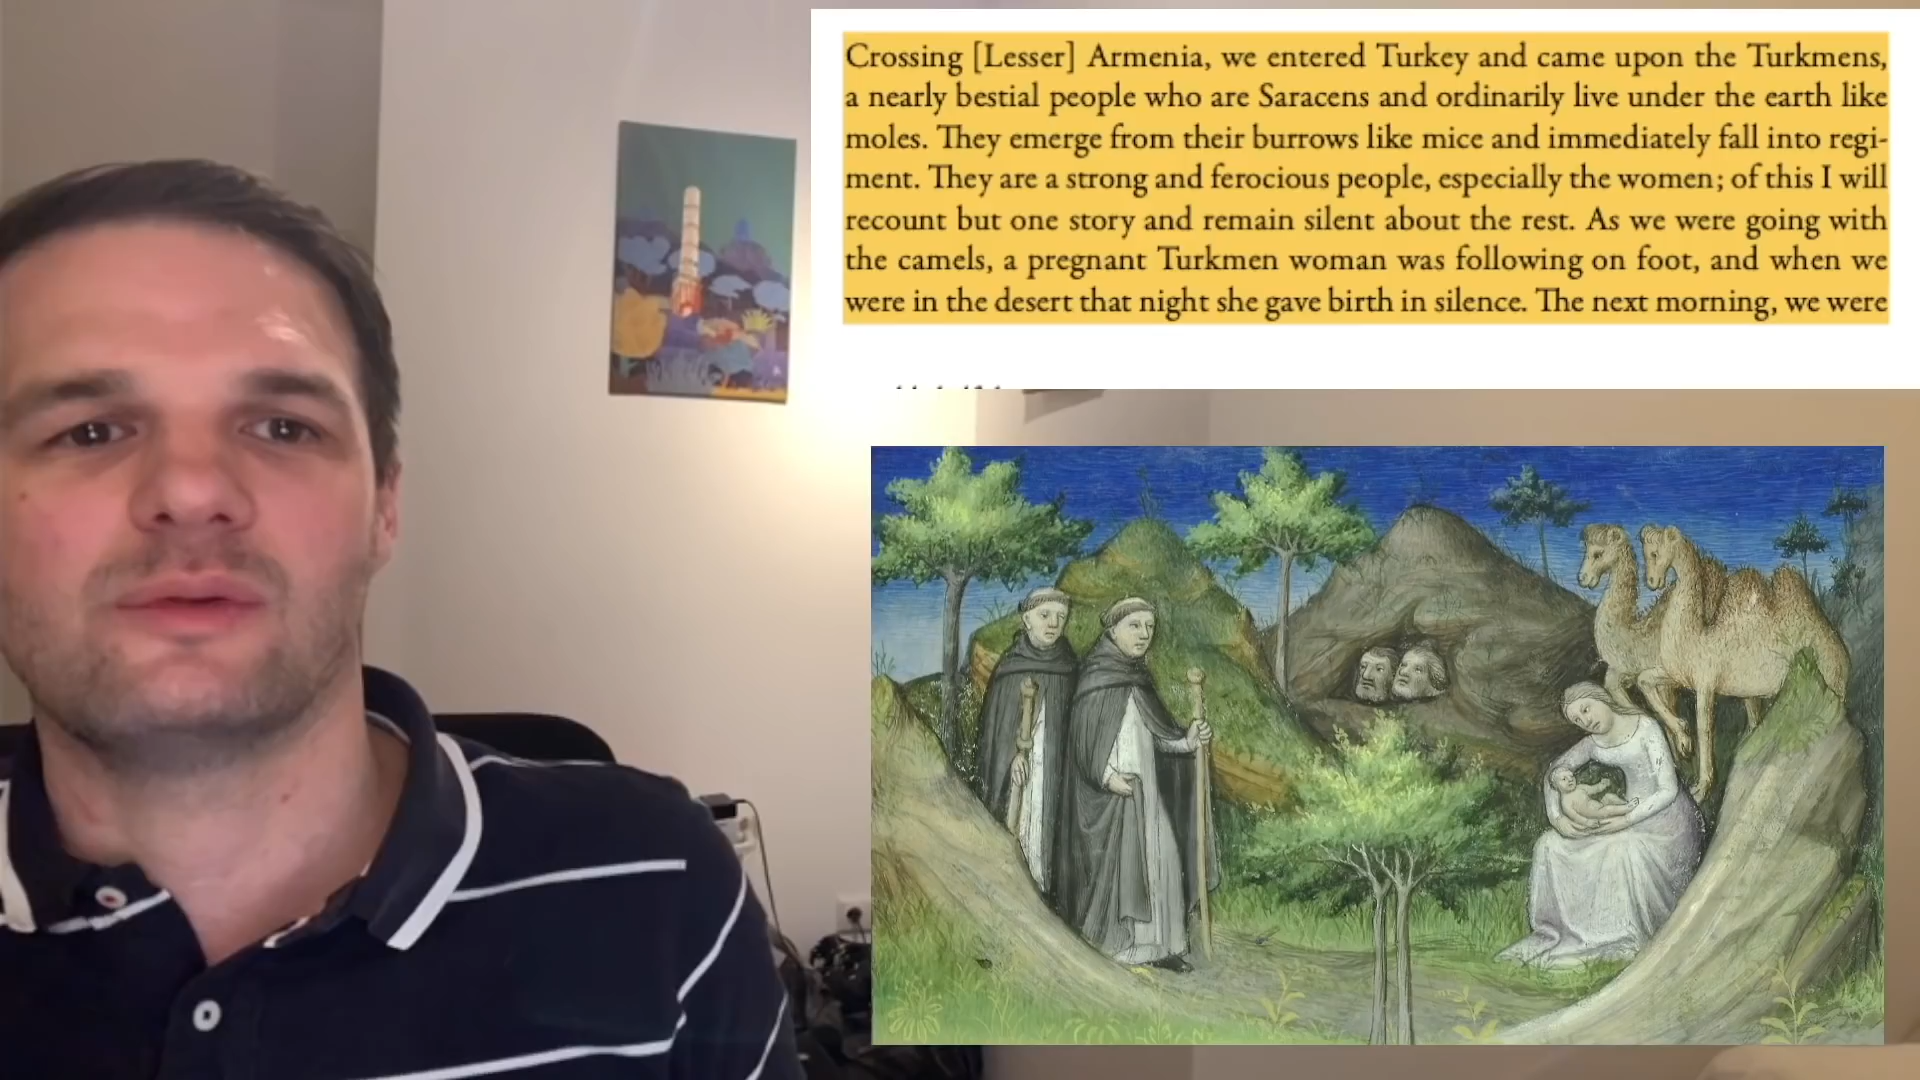 Crossing [Lesser] Armenia, we entered Turkey and came upon the Turkmens,
a nearly bestial people who are Saracens and ordinarily live under the earth like
moles. They emerge from their burrows like mice and immediately fall into regi-
ment. They are a strong and ferocious people, especially the women; of this I will
recount but one story and remain silent about the rest. As we were going with
the camels, a pregnant Turkmen woman was following on foot, and when we
were in the desert that night she gave birth in silence. The next morning, we were